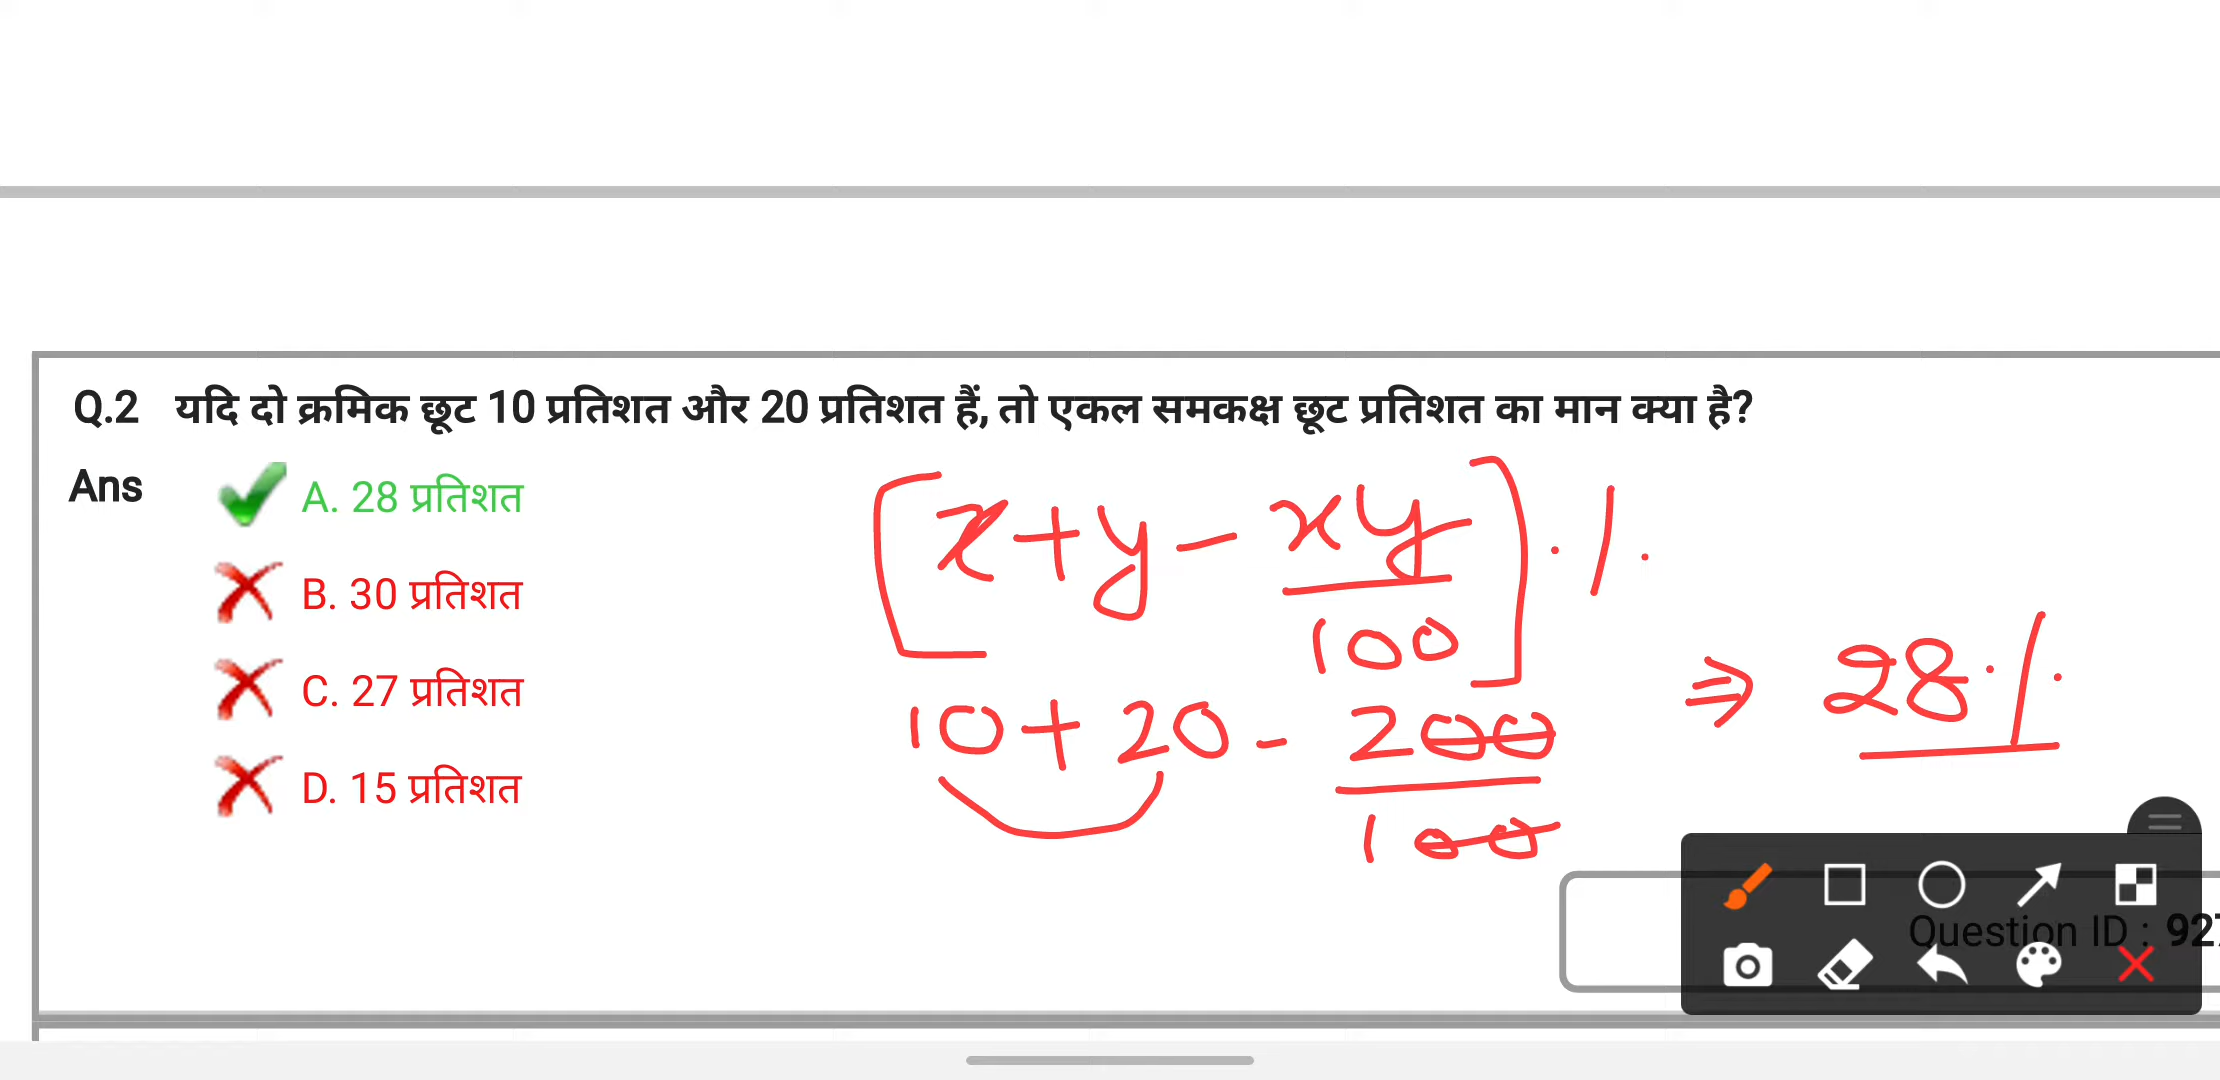 Q.2 यदि दो क्रमिक छूट 10 प्रतिशत और 20 प्रतिशत हैं, तो एकल समकक्ष छूट प्रतिशत का मान क्या है?
Ans A. 28 प्रतिशत
B. 30 प्रतिशत
C. 27 प्रतिशत
D. 15 प्रतिशत
[x+y-xy/100]%
10+20-200/100
⇒ 28%
Question ID : 927